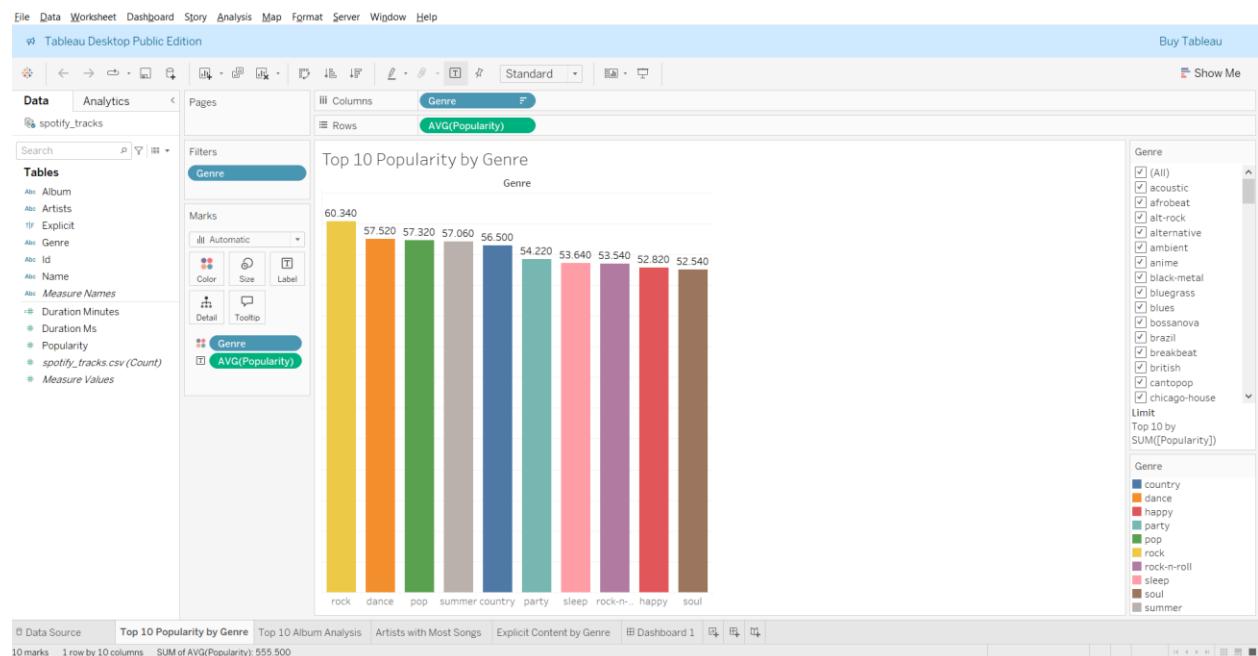 File Data Worksheet Dashboard Story Analysis Map Format Server Window Help
Tableau Desktop Public Edition
Buy Tableau
Standard
Show Me
Data Analytics
spotify_tracks
Search
Tables
Abc Album
Abc Artists
T|F Explicit
Abc Genre
Abc Id
Abc Name
Abc Measure Names
=# Duration Minutes
# Duration Ms
# Popularity
# spotify_tracks.csv (Count)
# Measure Values
Pages
Filters
Genre
Marks
Automatic
Color Size Label
Detail Tooltip
Genre
AVG(Popularity)
Columns Genre
Rows AVG(Popularity)
Top 10 Popularity by Genre
Genre
60.340 57.520 57.320 57.060 56.500 54.220 53.640 53.540 52.820 52.540
rock dance pop summer country party sleep rock-n-.. happy soul
Genre
(All)
acoustic
afrobeat
alt-rock
alternative
ambient
anime
black-metal
bluegrass
blues
bossanova
brazil
breakbeat
british
cantopop
chicago-house
Limit
Top 10 by
SUM([Popularity])
Genre
country
dance
happy
party
pop
rock
rock-n-roll
sleep
soul
summer
Data Source Top 10 Popularity by Genre Top 10 Album Analysis Artists with Most Songs Explicit Content by Genre Dashboard 1
10 marks 1 row by 10 columns SUM of AVG(Popularity): 555.500